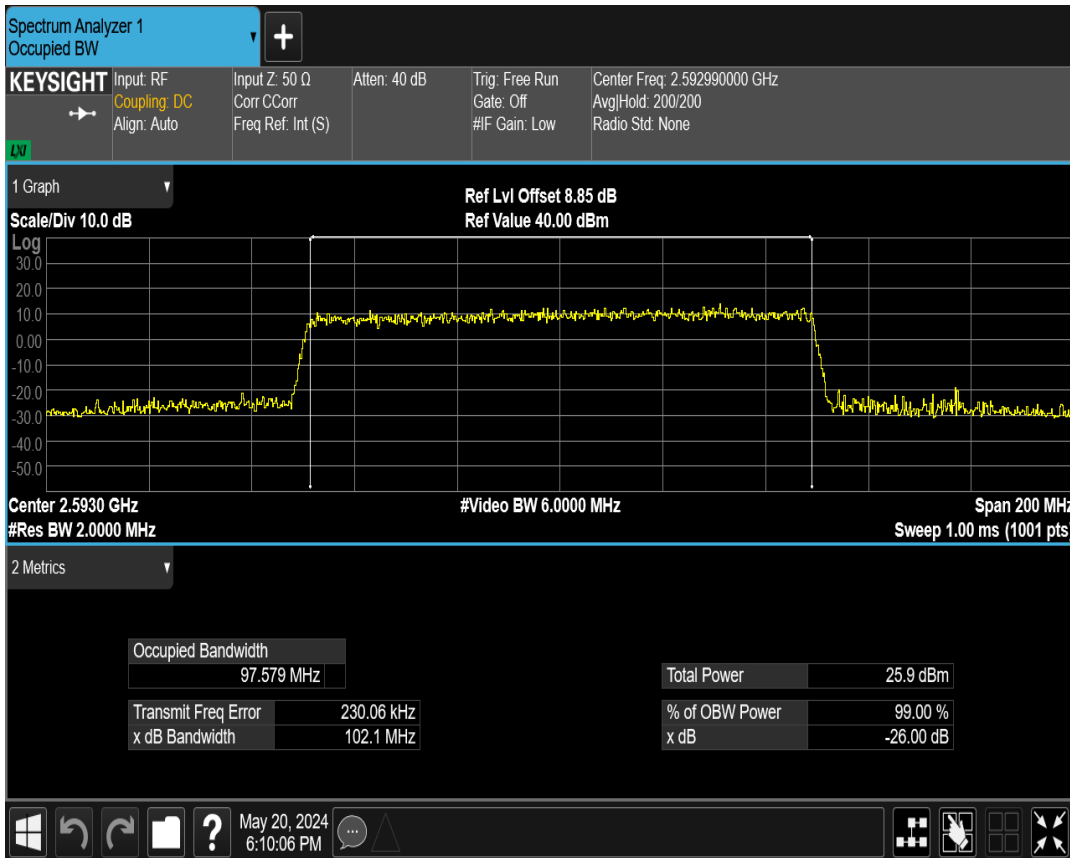 Spectrum Analyzer 1
Occupied BW
+
KEYSIGHT
Input: RF
Coupling: DC
Align: Auto
Input Z: 50 Ω
Corr CCorr
Freq Ref: Int (S)
Atten: 40 dB
Trig: Free Run
Gate: Off
#IF Gain: Low
Center Freq: 2.592990000 GHz
Avg|Hold: 200/200
Radio Std: None
LXI
1 Graph
Scale/Div 10.0 dB
Ref Lvl Offset 8.85 dB
Ref Value 40.00 dBm
Log
30.0
20.0
10.0
0.00
-10.0
-20.0
-30.0
-40.0
-50.0
Center 2.5930 GHz
#Video BW 6.0000 MHz
Span 200 MHz
#Res BW 2.0000 MHz
Sweep 1.00 ms (1001 pts)
2 Metrics
Occupied Bandwidth
97.579 MHz
Total Power 25.9 dBm
Transmit Freq Error 230.06 kHz
% of OBW Power 99.00 %
x dB Bandwidth 102.1 MHz
x dB -26.00 dB
?
May 20, 2024
6:10:06 PM